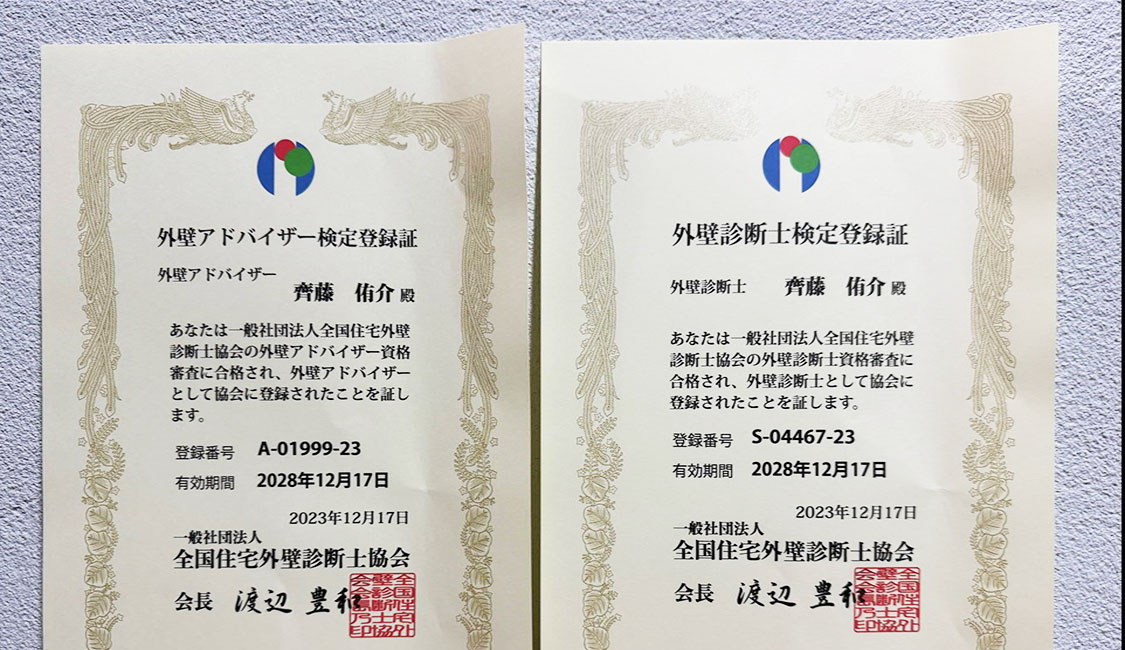 外壁アドバイザー検定登録証
外壁アドバイザー
齊藤 侑介 殿
あなたは一般社団法人全国住宅外壁
診断士協会の外壁アドバイザー資格
審査に合格され、外壁アドバイザー
として協会に登録されたことを証し
ます。
登録番号 A-01999-23
有効期間 2028年12月17日
2023年12月17日
一般社団法人
全国住宅外壁診断士協会
会長 渡辺 豊和
外壁診断士検定登録証
外壁診断士 齊藤 侑介 殿
あなたは一般社団法人全国住宅外壁
診断士協会の外壁診断士資格審査に
合格され、外壁診断士として協会に
登録されたことを証します。
登録番号 S-04467-23
有効期間 2028年12月17日
2023年12月17日
一般社団法人
全国住宅外壁診断士協会
会長 渡辺 豊和